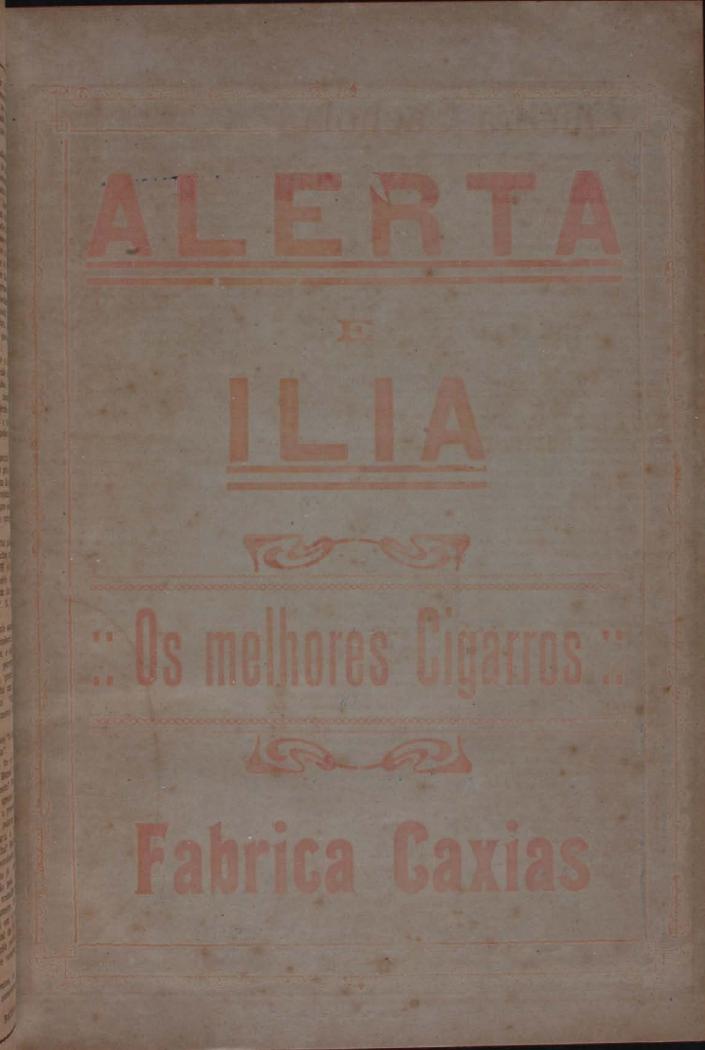 ALERTA
E
ILIA
:: Os melhores Cigarros ::
Fabrica Caxias